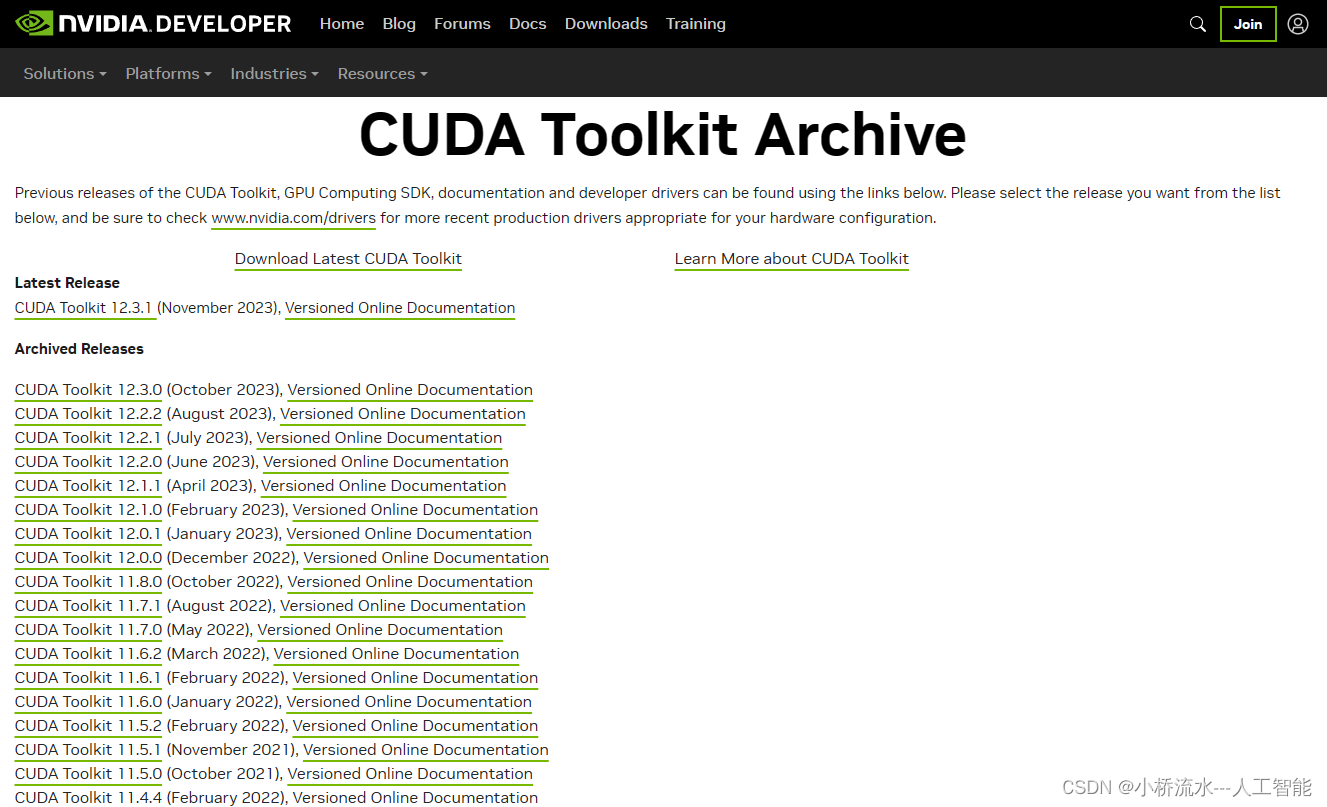 NVIDIA. DEVELOPER Home Blog Forums Docs Downloads Training Join
Solutions Platforms Industries Resources
CUDA Toolkit Archive
Previous releases of the CUDA Toolkit, GPU Computing SDK, documentation and developer drivers can be found using the links below. Please select the release you want from the list
below, and be sure to check www.nvidia.com/drivers for more recent production drivers appropriate for your hardware configuration.
Download Latest CUDA Toolkit Learn More about CUDA Toolkit
Latest Release
CUDA Toolkit 12.3.1 (November 2023), Versioned Online Documentation
Archived Releases
CUDA Toolkit 12.3.0 (October 2023), Versioned Online Documentation
CUDA Toolkit 12.2.2 (August 2023), Versioned Online Documentation
CUDA Toolkit 12.2.1 (July 2023), Versioned Online Documentation
CUDA Toolkit 12.2.0 (June 2023), Versioned Online Documentation
CUDA Toolkit 12.1.1 (April 2023), Versioned Online Documentation
CUDA Toolkit 12.1.0 (February 2023), Versioned Online Documentation
CUDA Toolkit 12.0.1 (January 2023), Versioned Online Documentation
CUDA Toolkit 12.0.0 (December 2022), Versioned Online Documentation
CUDA Toolkit 11.8.0 (October 2022), Versioned Online Documentation
CUDA Toolkit 11.7.1 (August 2022), Versioned Online Documentation
CUDA Toolkit 11.7.0 (May 2022), Versioned Online Documentation
CUDA Toolkit 11.6.2 (March 2022), Versioned Online Documentation
CUDA Toolkit 11.6.1 (February 2022), Versioned Online Documentation
CUDA Toolkit 11.6.0 (January 2022), Versioned Online Documentation
CUDA Toolkit 11.5.2 (February 2022), Versioned Online Documentation
CUDA Toolkit 11.5.1 (November 2021), Versioned Online Documentation
CUDA Toolkit 11.5.0 (October 2021), Versioned Online Documentation
CUDA Toolkit 11.4.4 (February 2022), Versioned Online Documentation
CSDN @小桥流水---人工智能